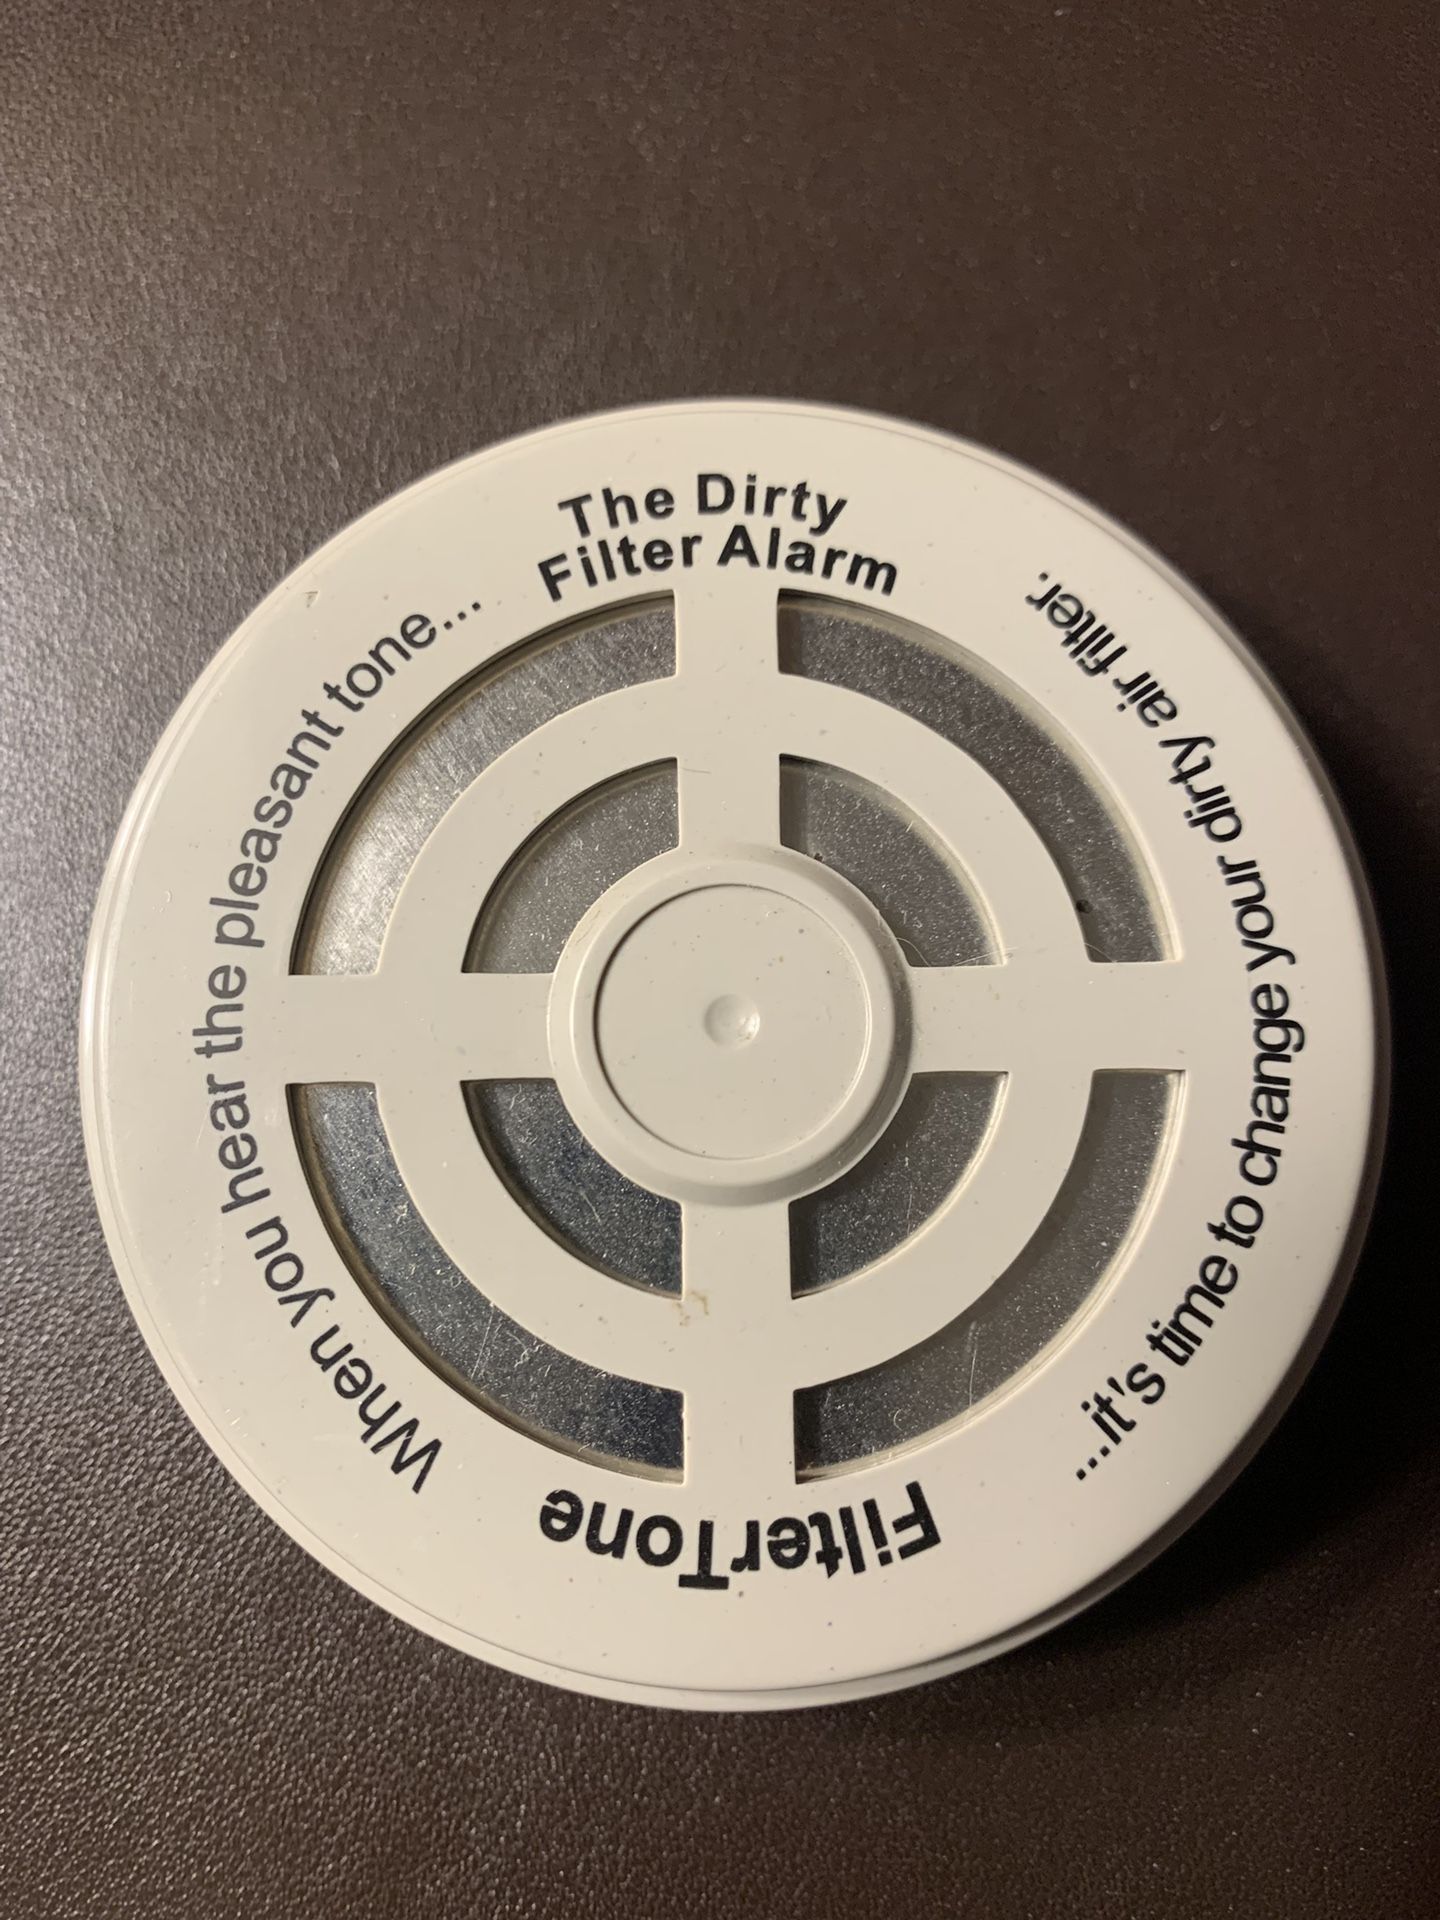 The Dirty
Filter Alarm
When you hear the pleasant tone...
...it's time to change your dirty air filter.
FilterTone